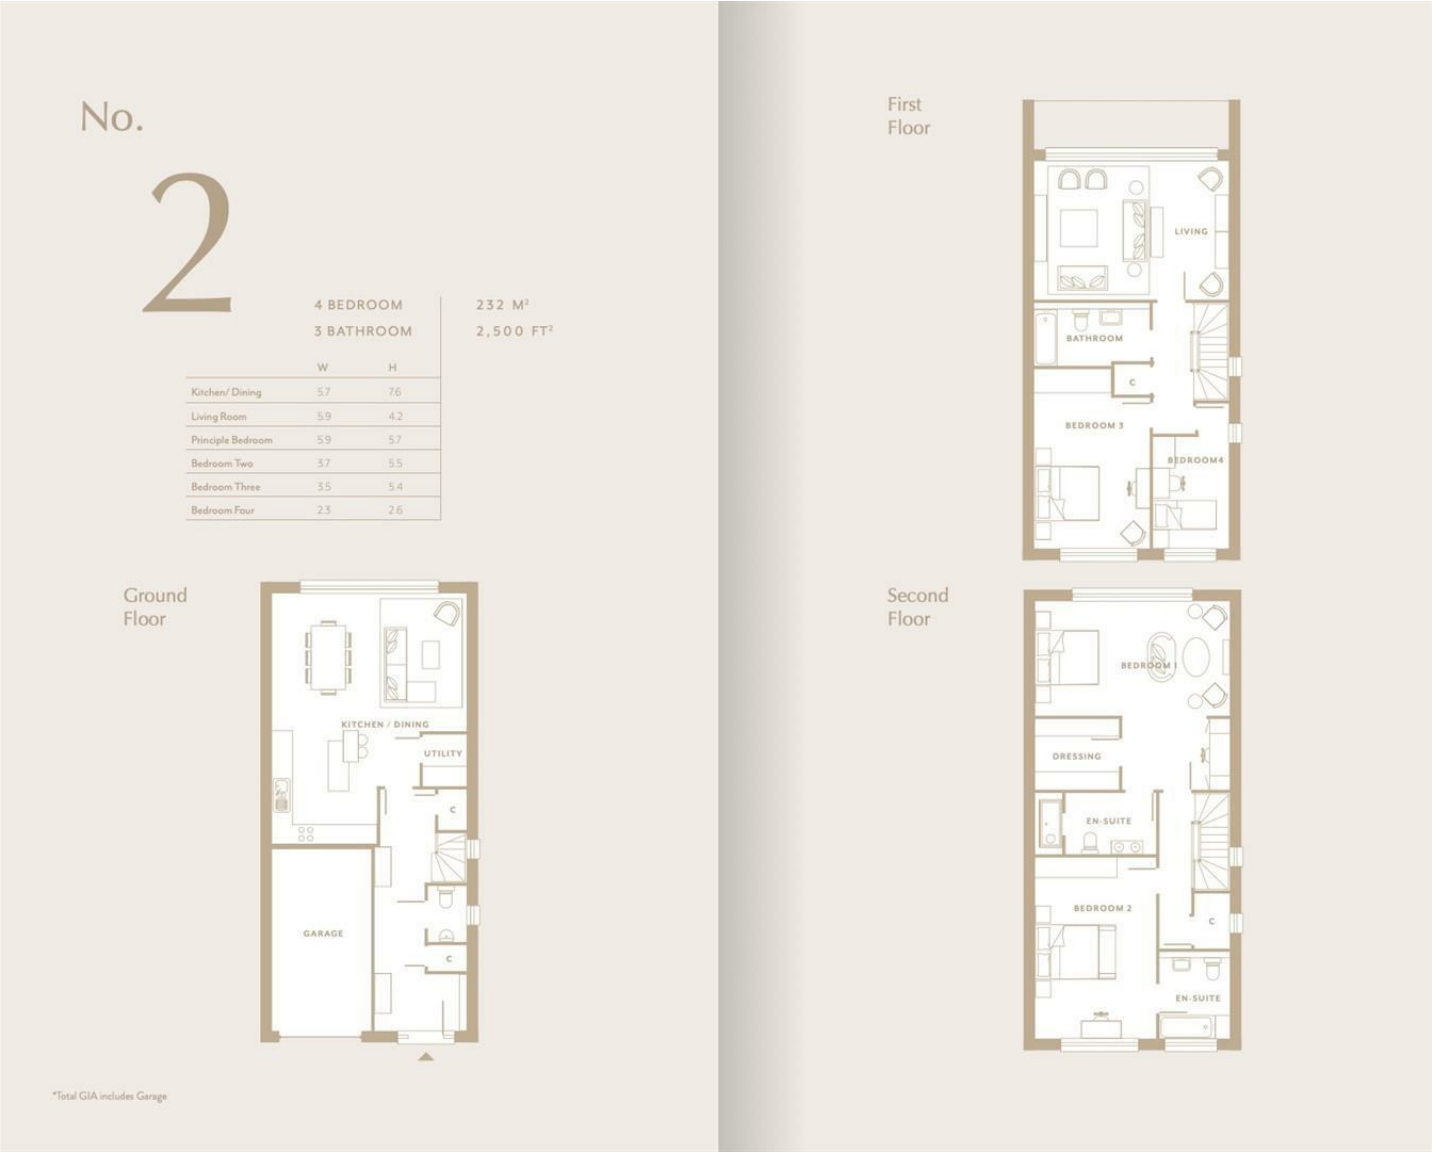 No.
2
4 BEDROOM 232 M²
3 BATHROOM 2,500 FT²
W H
Kitchen/ Dining 5.7 7.6
Living Room 5.9 4.2
Principle Bedroom 5.9 5.7
Bedroom Two 3.7 5.5
Bedroom Three 3.5 5.4
Bedroom Four 2.3 2.6
Ground
Floor
KITCHEN / DINING
UTILITY
C
GARAGE
C
*Total GIA includes Garage
First
Floor
LIVING
BATHROOM
C
BEDROOM 3
BEDROOM4
Second
Floor
BEDROOM 1
DRESSING
EN-SUITE
BEDROOM 2
C
EN-SUITE